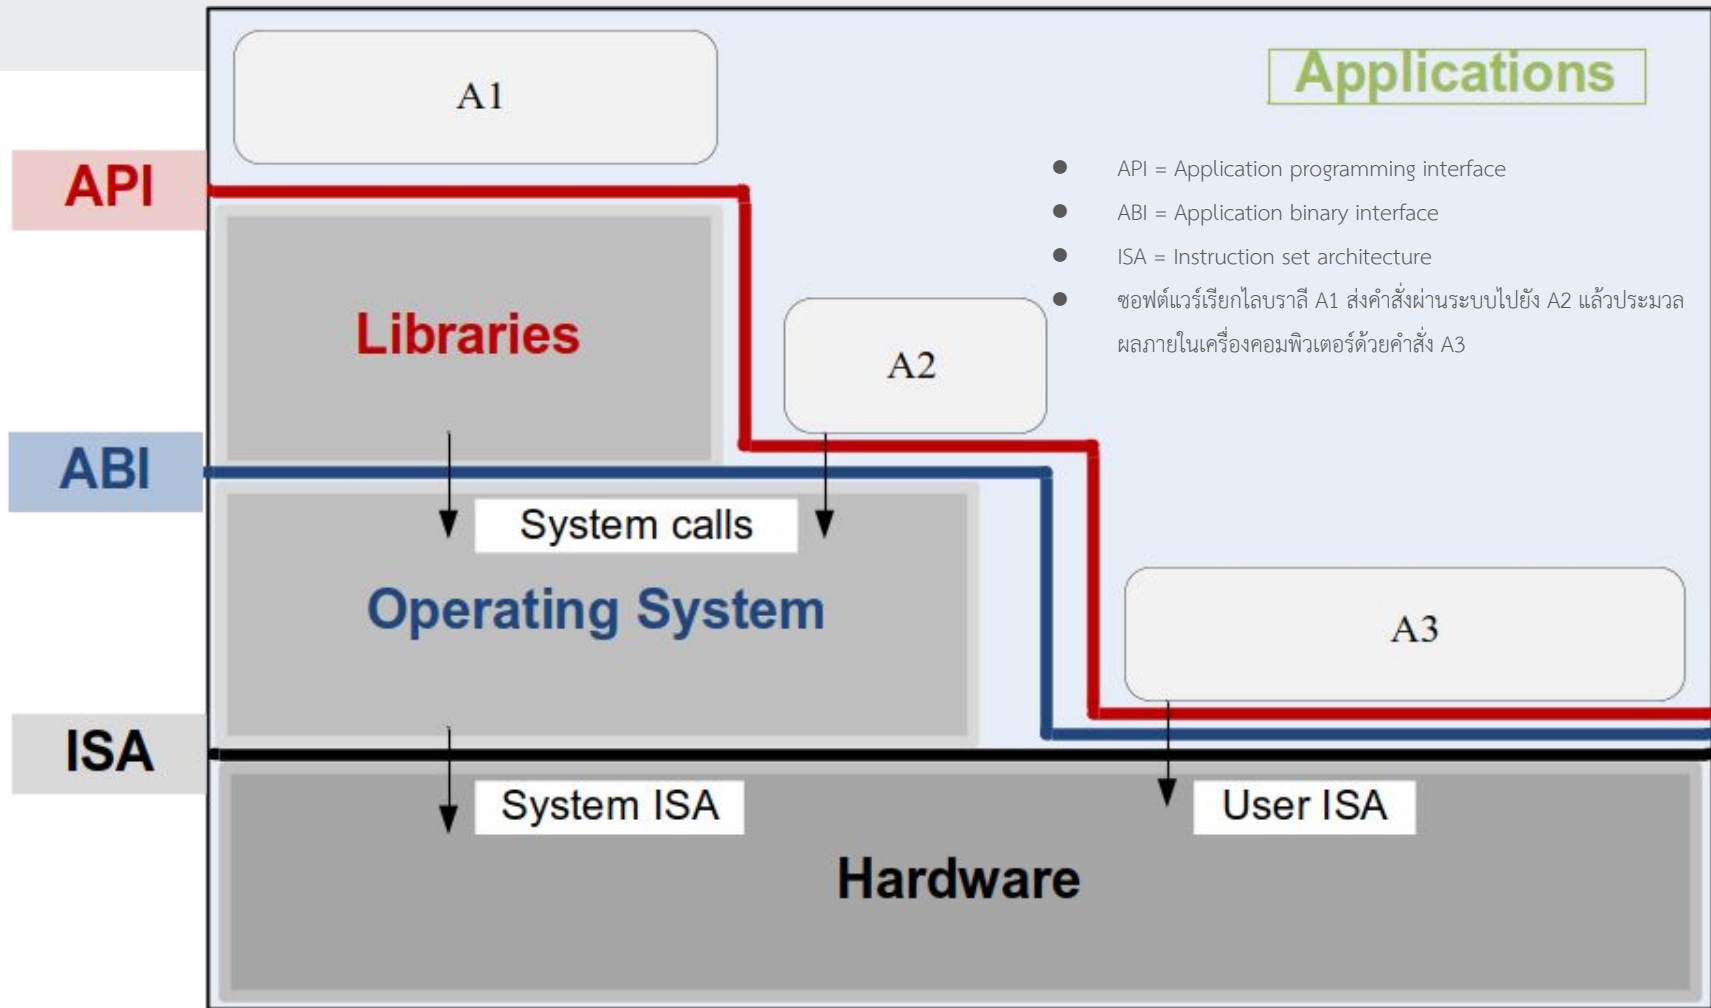 A1
Applications
API
● API = Application programming interface
● ABI = Application binary interface
● ISA = Instruction set architecture
● ซอฟต์แวร์เรียกไลบราลี A1 ส่งคำสั่งผ่านระบบไปยัง A2 แล้วประมวล
ผลภายในเครื่องคอมพิวเตอร์ด้วยคำสั่ง A3
Libraries
A2
ABI
System calls
Operating System
A3
ISA
System ISA
User ISA
Hardware